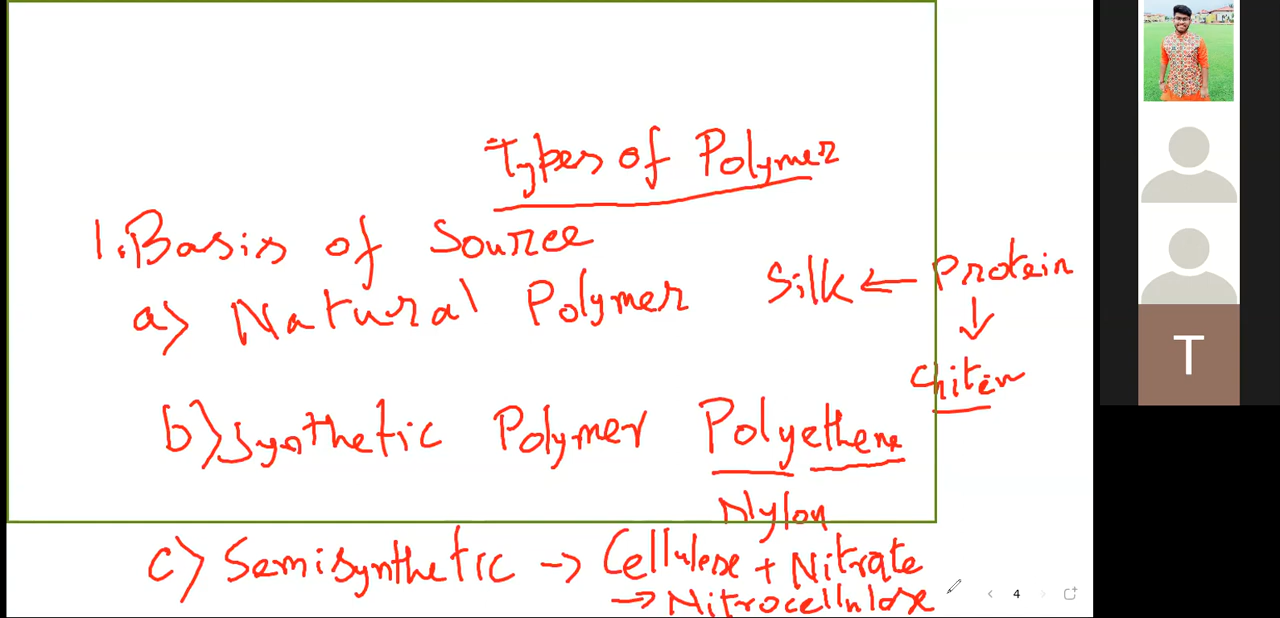 Types of Polymer
1. Basis of Source
a) Natural Polymer Silk ← Protein
↓
Chitin
b) Synthetic Polymer Polyethene
Nylon
c) Semisynthetic → Cellulose + Nitrate
→ Nitrocellulose
4
T